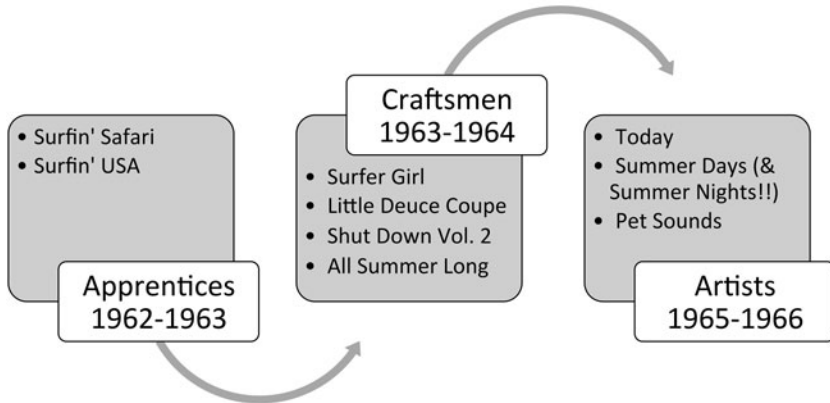 • Surfin' Safari
• Surfin' USA
Apprentices
1962-1963
Craftsmen
1963-1964
• Surfer Girl
• Little Deuce Coupe
• Shut Down Vol. 2
• All Summer Long
• Today
• Summer Days (&
Summer Nights!!)
• Pet Sounds
Artists
1965-1966